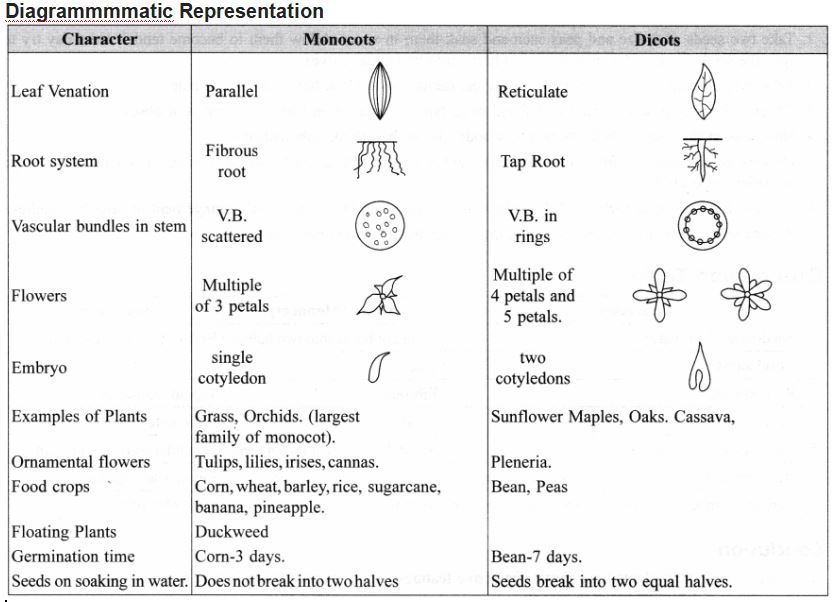 Diagrammmmatic Representation
Character Monocots Dicots
Leaf Venation Parallel Reticulate
Root system Fibrous root Tap Root
Vascular bundles in stem V.B. scattered V.B. in rings
Flowers Multiple of 3 petals Multiple of 4 petals and 5 petals.
Embryo single cotyledon two cotyledons
Examples of Plants Grass, Orchids. (largest family of monocot). Sunflower Maples, Oaks. Cassava,
Ornamental flowers Tulips, lilies, irises, cannas. Pleneria.
Food crops Corn, wheat, barley, rice, sugarcane, banana, pineapple. Bean, Peas
Floating Plants Duckweed
Germination time Corn-3 days. Bean-7 days.
Seeds on soaking in water. Does not break into two halves Seeds break into two equal halves.